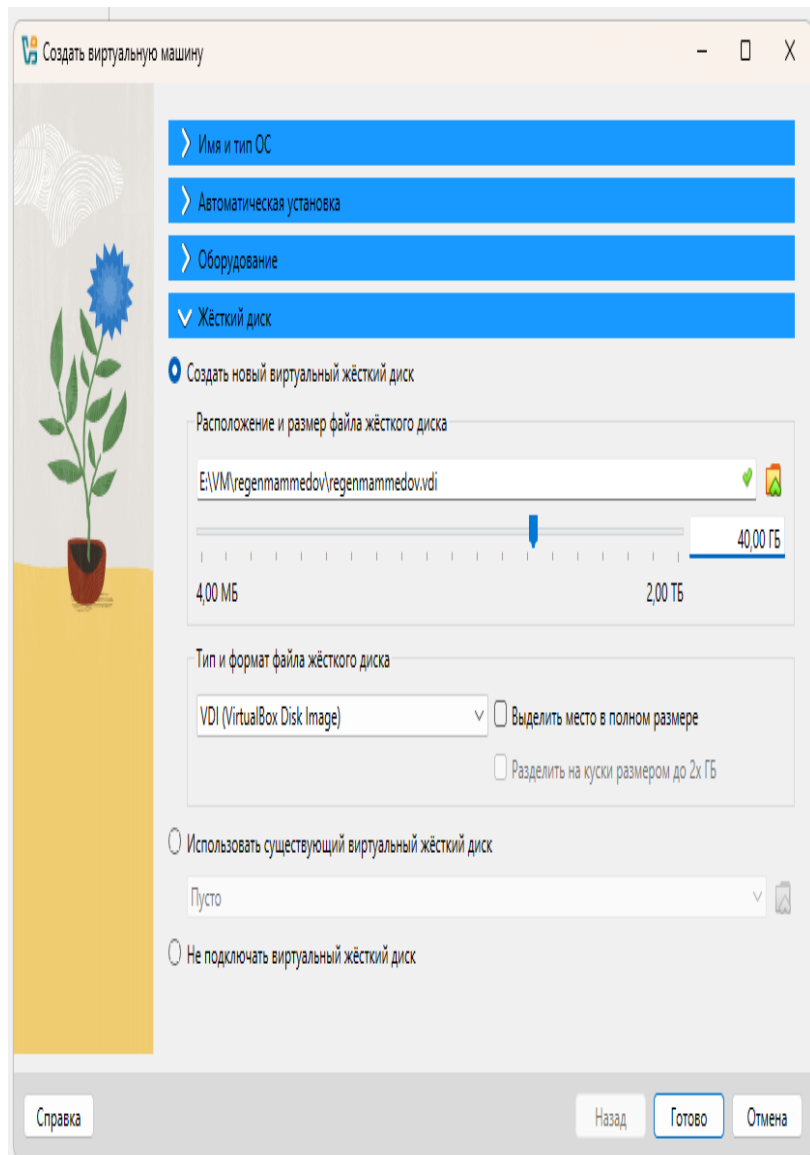 Создать виртуальную машину
Имя и тип ОС
Автоматическая установка
Оборудование
Жёсткий диск
Создать новый виртуальный жёсткий диск
Расположение и размер файла жёсткого диска
E:\VM\regenmammedov\regenmammedov.vdi
40,00 ГБ
4,00 МБ 2,00 ТБ
Тип и формат файла жёсткого диска
VDI (VirtualBox Disk Image) Выделить место в полном размере
Разделить на куски размером до 2х ГБ
Использовать существующий виртуальный жёсткий диск
Пусто
Не подключать виртуальный жёсткий диск
Справка Назад Готово Отмена